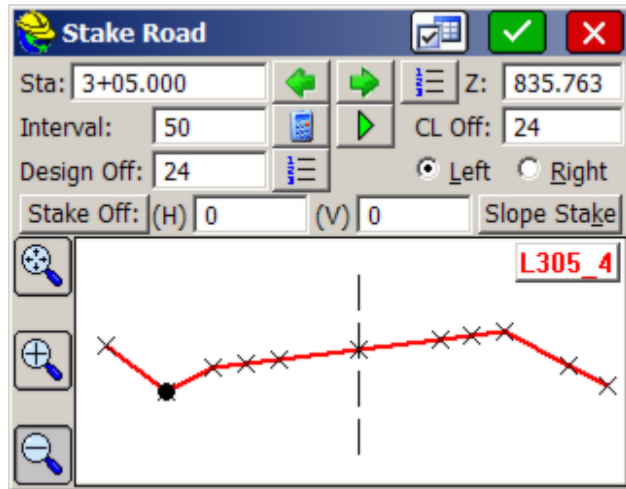 Stake Road
Sta: 3+05.000 Z: 835.763
Interval: 50 CL Off: 24
Design Off: 24 Left Right
Stake Off: (H) 0 (V) 0 Slope Stake
L305_4